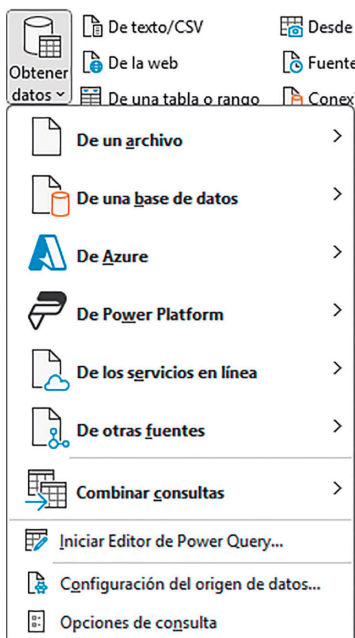 Obtener
datos
De texto/CSV
De la web
De una tabla o rango
Desde
Fuente
Conex
De un archivo
De una base de datos
De Azure
De Power Platform
De los servicios en línea
De otras fuentes
Combinar consultas
Iniciar Editor de Power Query...
Configuración del origen de datos...
Opciones de consulta